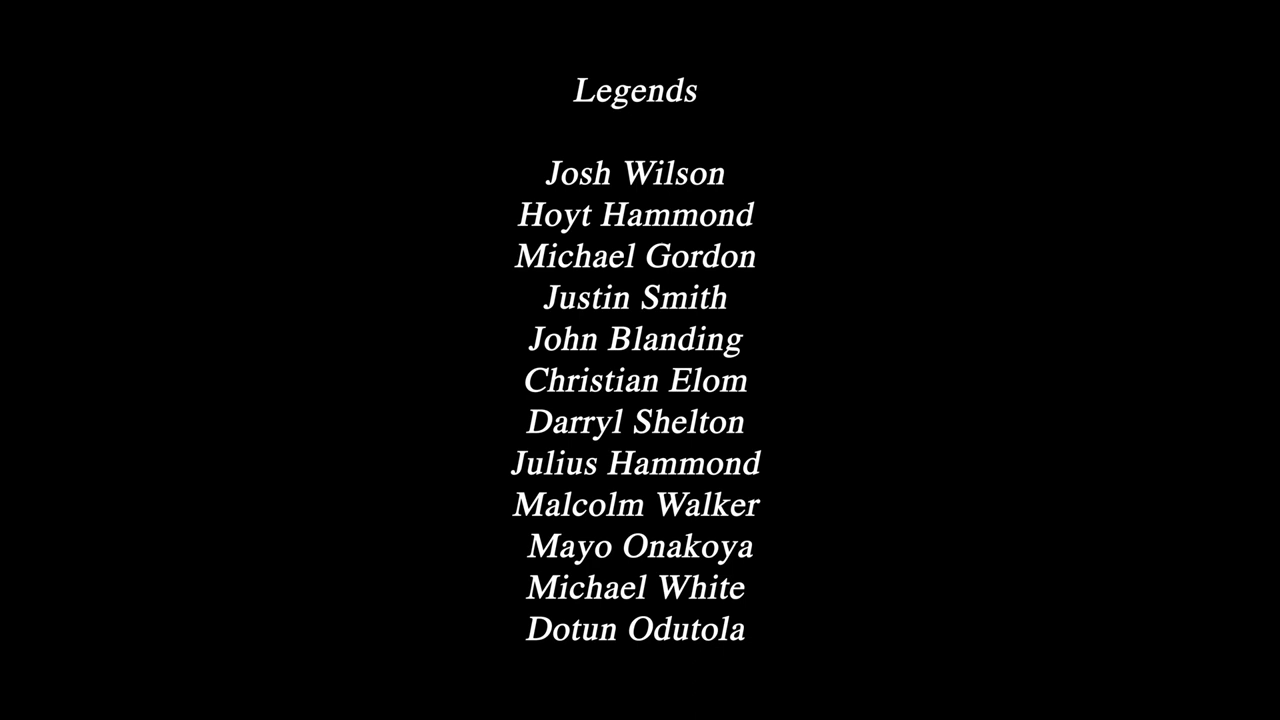 Legends
Josh Wilson
Hoyt Hammond
Michael Gordon
Justin Smith
John Blanding
Christian Elom
Darryl Shelton
Julius Hammond
Malcolm Walker
Mayo Onakoya
Michael White
Dotun Odutola